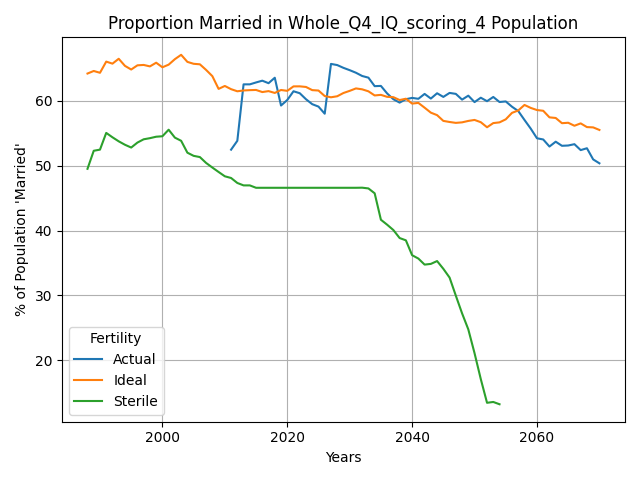 Proportion Married in Whole_Q4_IQ_scoring_4 Population
% of Population 'Married'
60
50
40
30
20
Fertility
Actual
Ideal
Sterile
2000 2020 2040 2060
Years